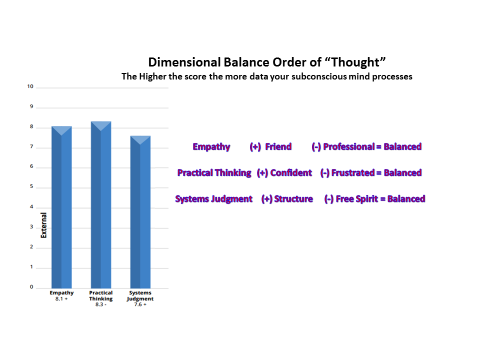 Dimensional Balance Order of “Thought”
The Higher the score the more data your subconscious mind processes
10
9
8
7
6
5
4
3
2
1
0
External
Empathy
8.1 +
Practical
Thinking
8.3 -
Systems
Judgment
7.6 +
Empathy (+) Friend (-) Professional = Balanced
Practical Thinking (+) Confident (-) Frustrated = Balanced
Systems Judgment (+) Structure (-) Free Spirit = Balanced